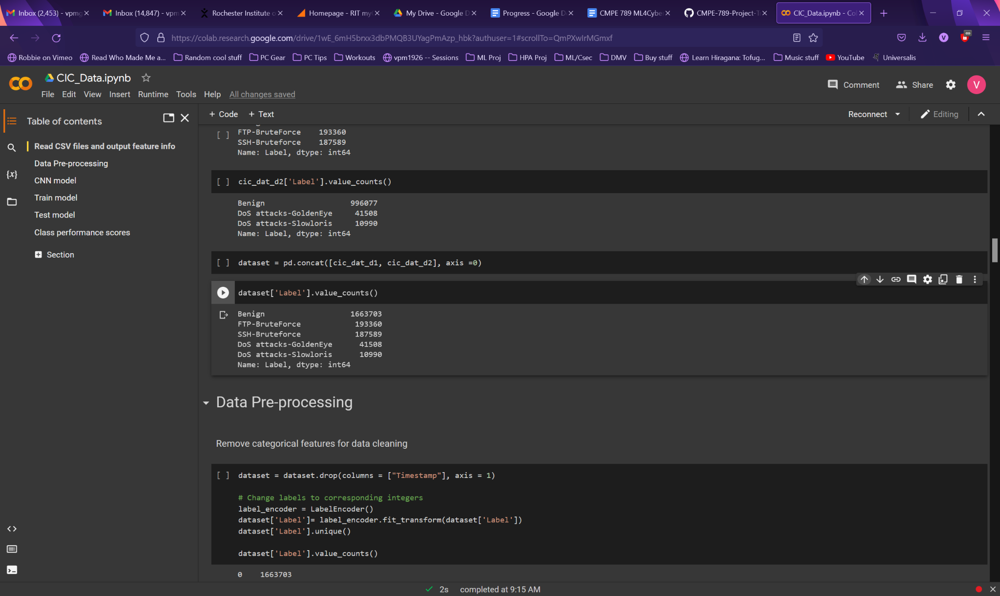 Inbox (2,453) - vpmg
Inbox (14,847) - vpm
Rochester Institute o
Homepage - RIT my
My Drive - Google D
Progress - Google D
CMPE 789 ML4Cybe
CMPE-789-Project-T
CIC_Data.ipynb - Co
https://colab.research.google.com/drive/1wE_6mH5brxx3dbPMQB3UYagPmAzp_hbk?authuser=1#scrollTo=QmPXwIrMGmxf
V
Robbie on Vimeo
Read Who Made Me a...
Random cool stuff
PC Gear
PC Tips
Workouts
vpm1926 -- Sessions
ML Proj
HPA Proj
ML/Csec
DMV
Buy stuff
Learn Hiragana: Tofug...
Music stuff
YouTube
Universalis
CIC_Data.ipynb
File Edit View Insert Runtime Tools Help All changes saved
Comment
Share
V
Table of contents
+ Code + Text
Reconnect
Editing
Read CSV files and output feature info
Data Pre-processing
CNN model
Train model
Test model
Class performance scores
Section
{x}
[ ] FTP-BruteForce 193360
SSH-Bruteforce 187589
Name: Label, dtype: int64
[ ] cic_dat_d2['Label'].value_counts()
Benign 996077
DoS attacks-GoldenEye 41508
DoS attacks-Slowloris 10990
Name: Label, dtype: int64
[ ] dataset = pd.concat([cic_dat_d1, cic_dat_d2], axis =0)
dataset['Label'].value_counts()
Benign 1663703
FTP-BruteForce 193360
SSH-Bruteforce 187589
DoS attacks-GoldenEye 41508
DoS attacks-Slowloris 10990
Name: Label, dtype: int64
Data Pre-processing
Remove categorical features for data cleaning
[ ] dataset = dataset.drop(columns = ["Timestamp"], axis = 1)
# Change labels to corresponding integers
label_encoder = LabelEncoder()
dataset['Label']= label_encoder.fit_transform(dataset['Label'])
dataset['Label'].unique()
dataset['Label'].value_counts()
0 1663703
2s completed at 9:15 AM